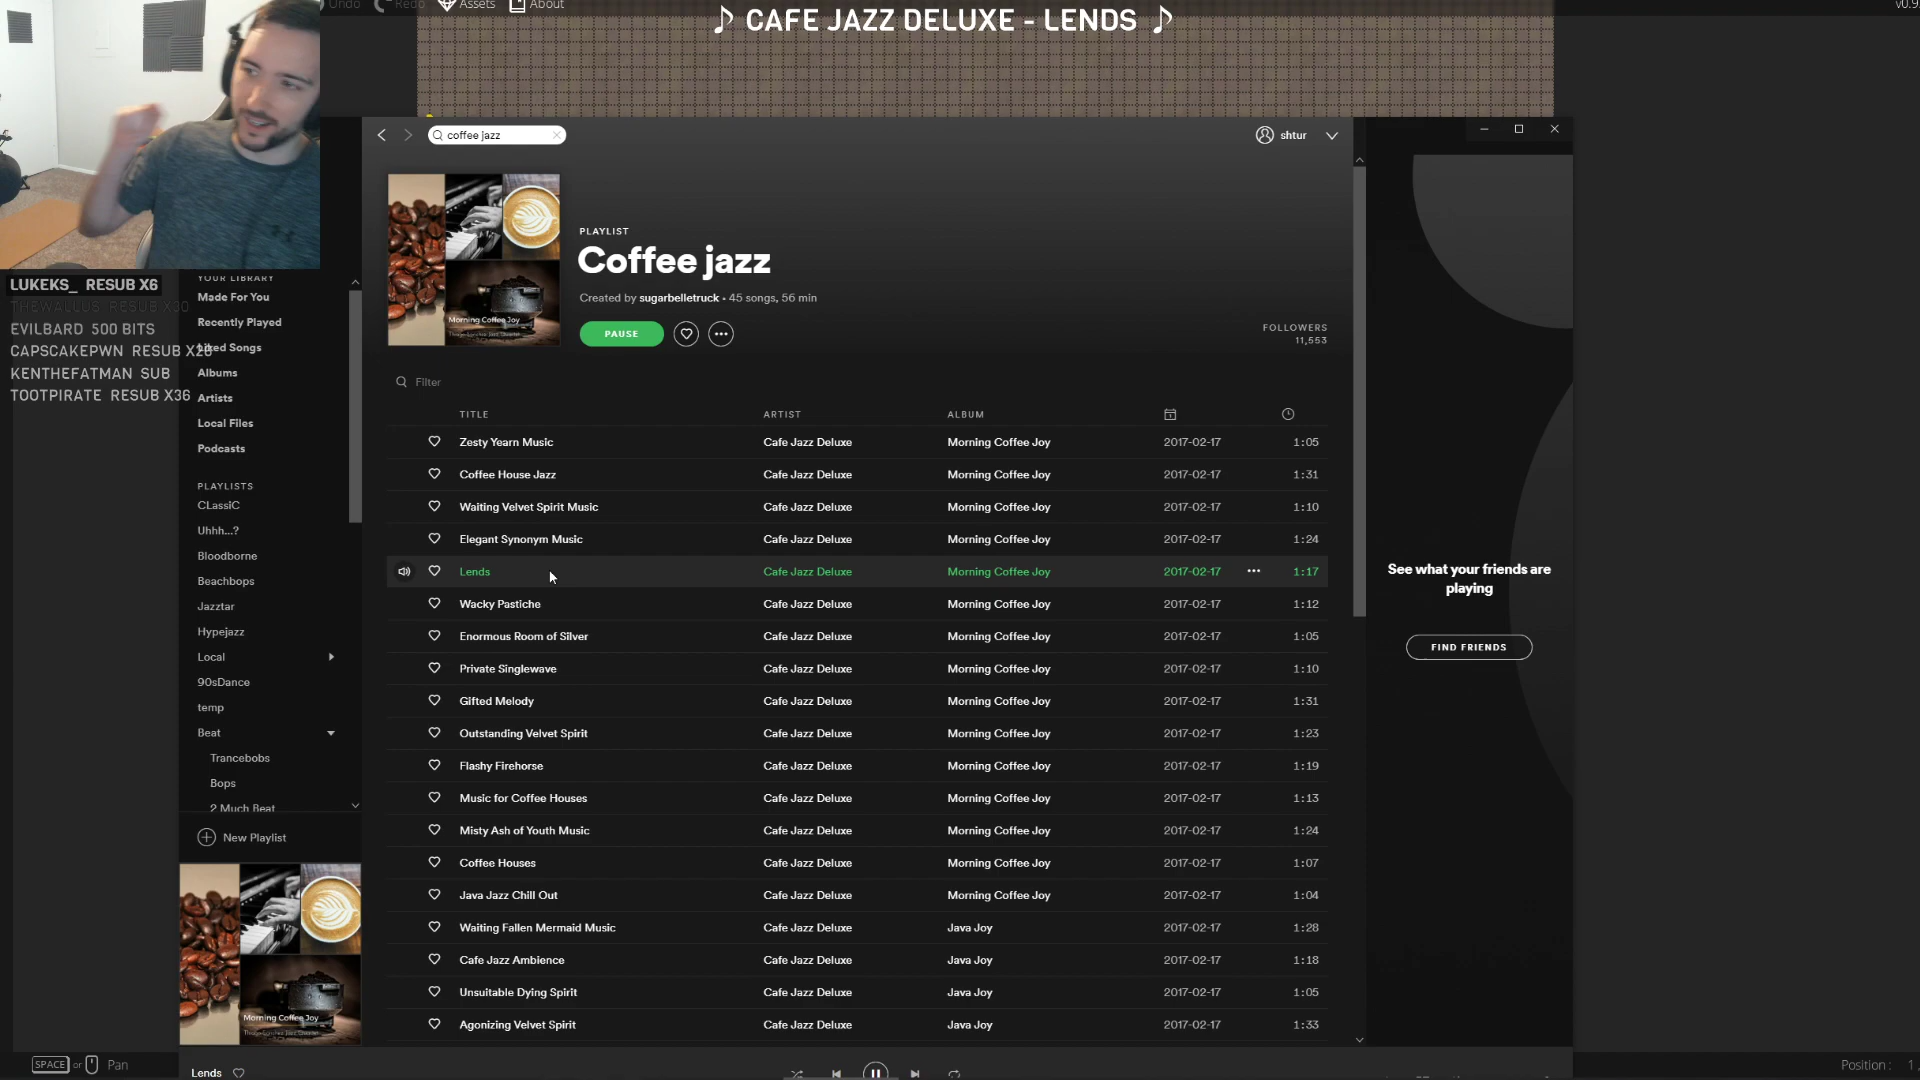 Undo
Redo
Assets
About
v0.9
♪ CAFE JAZZ DELUXE - LENDS ♪
coffee jazz
shtur
PLAYLIST
Coffee jazz
Created by sugarbelletruck • 45 songs, 56 min
PAUSE
FOLLOWERS
11,553
Morning Coffee Joy
LUKEKS_ RESUB X6
THEWALLUS RESUB X30
EVILBARD 500 BITS
CAPSCAKEPWN RESUB X28
KENTHEFATMAN SUB
TOOTPIRATE RESUB X36
YOUR LIBRARY
Made For You
Recently Played
Liked Songs
Albums
Artists
Local Files
Podcasts
PLAYLISTS
CLassiC
Uhhh...?
Bloodborne
Beachbops
Jazztar
Hypejazz
Local
90sDance
temp
Beat
Trancebobs
Bops
2 Much Beat
New Playlist
Morning Coffee Joy
Filter
TITLE ARTIST ALBUM
Zesty Yearn Music Cafe Jazz Deluxe Morning Coffee Joy 2017-02-17 1:05
Coffee House Jazz Cafe Jazz Deluxe Morning Coffee Joy 2017-02-17 1:31
Waiting Velvet Spirit Music Cafe Jazz Deluxe Morning Coffee Joy 2017-02-17 1:10
Elegant Synonym Music Cafe Jazz Deluxe Morning Coffee Joy 2017-02-17 1:24
Lends Cafe Jazz Deluxe Morning Coffee Joy 2017-02-17 1:17
Wacky Pastiche Cafe Jazz Deluxe Morning Coffee Joy 2017-02-17 1:12
Enormous Room of Silver Cafe Jazz Deluxe Morning Coffee Joy 2017-02-17 1:05
Private Singlewave Cafe Jazz Deluxe Morning Coffee Joy 2017-02-17 1:10
Gifted Melody Cafe Jazz Deluxe Morning Coffee Joy 2017-02-17 1:31
Outstanding Velvet Spirit Cafe Jazz Deluxe Morning Coffee Joy 2017-02-17 1:23
Flashy Firehorse Cafe Jazz Deluxe Morning Coffee Joy 2017-02-17 1:19
Music for Coffee Houses Cafe Jazz Deluxe Morning Coffee Joy 2017-02-17 1:13
Misty Ash of Youth Music Cafe Jazz Deluxe Morning Coffee Joy 2017-02-17 1:24
Coffee Houses Cafe Jazz Deluxe Morning Coffee Joy 2017-02-17 1:07
Java Jazz Chill Out Cafe Jazz Deluxe Morning Coffee Joy 2017-02-17 1:04
Waiting Fallen Mermaid Music Cafe Jazz Deluxe Java Joy 2017-02-17 1:28
Cafe Jazz Ambience Cafe Jazz Deluxe Java Joy 2017-02-17 1:18
Unsuitable Dying Spirit Cafe Jazz Deluxe Java Joy 2017-02-17 1:05
Agonizing Velvet Spirit Cafe Jazz Deluxe Java Joy 2017-02-17 1:33
See what your friends are
playing
FIND FRIENDS
SPACE or Pan
Lends
Position : 1